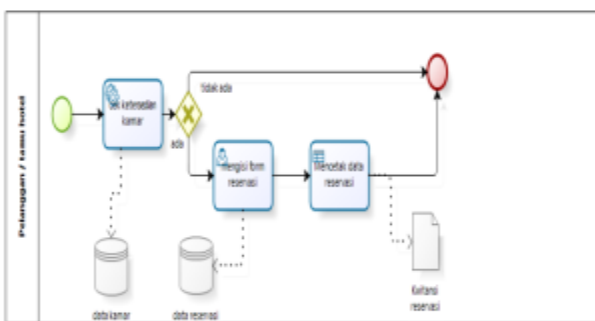 Pelanggan / tamu hotel
cek ketersedian
kamar
tidak ada
ada
mengisi form
reservasi
Mencetak data
reservasi
data kamar
data reservasi
Kwitansi
reservasi